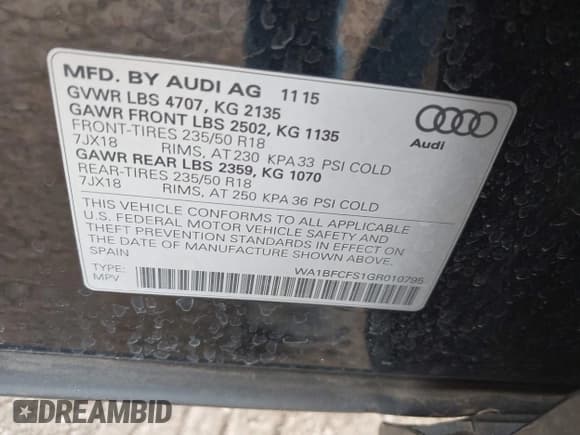 MFD. BY AUDI AG 11 15
GVWR LBS 4707, KG 2135
GAWR FRONT LBS 2502, KG 1135
FRONT-TIRES 235/50 R18
7JX18 RIMS, AT 230 KPA 33 PSI COLD
GAWR REAR LBS 2359, KG 1070
REAR-TIRES 235/50 R18
7JX18 RIMS, AT 250 KPA 36 PSI COLD
THIS VEHICLE CONFORMS TO ALL APPLICABLE
U.S. FEDERAL MOTOR VEHICLE SAFETY AND
THEFT PREVENTION STANDARDS IN EFFECT ON
THE DATE OF MANUFACTURE SHOWN ABOVE.
SPAIN
TYPE: WA1BFCFS1GR010795
MPV
Audi
DREAMBID